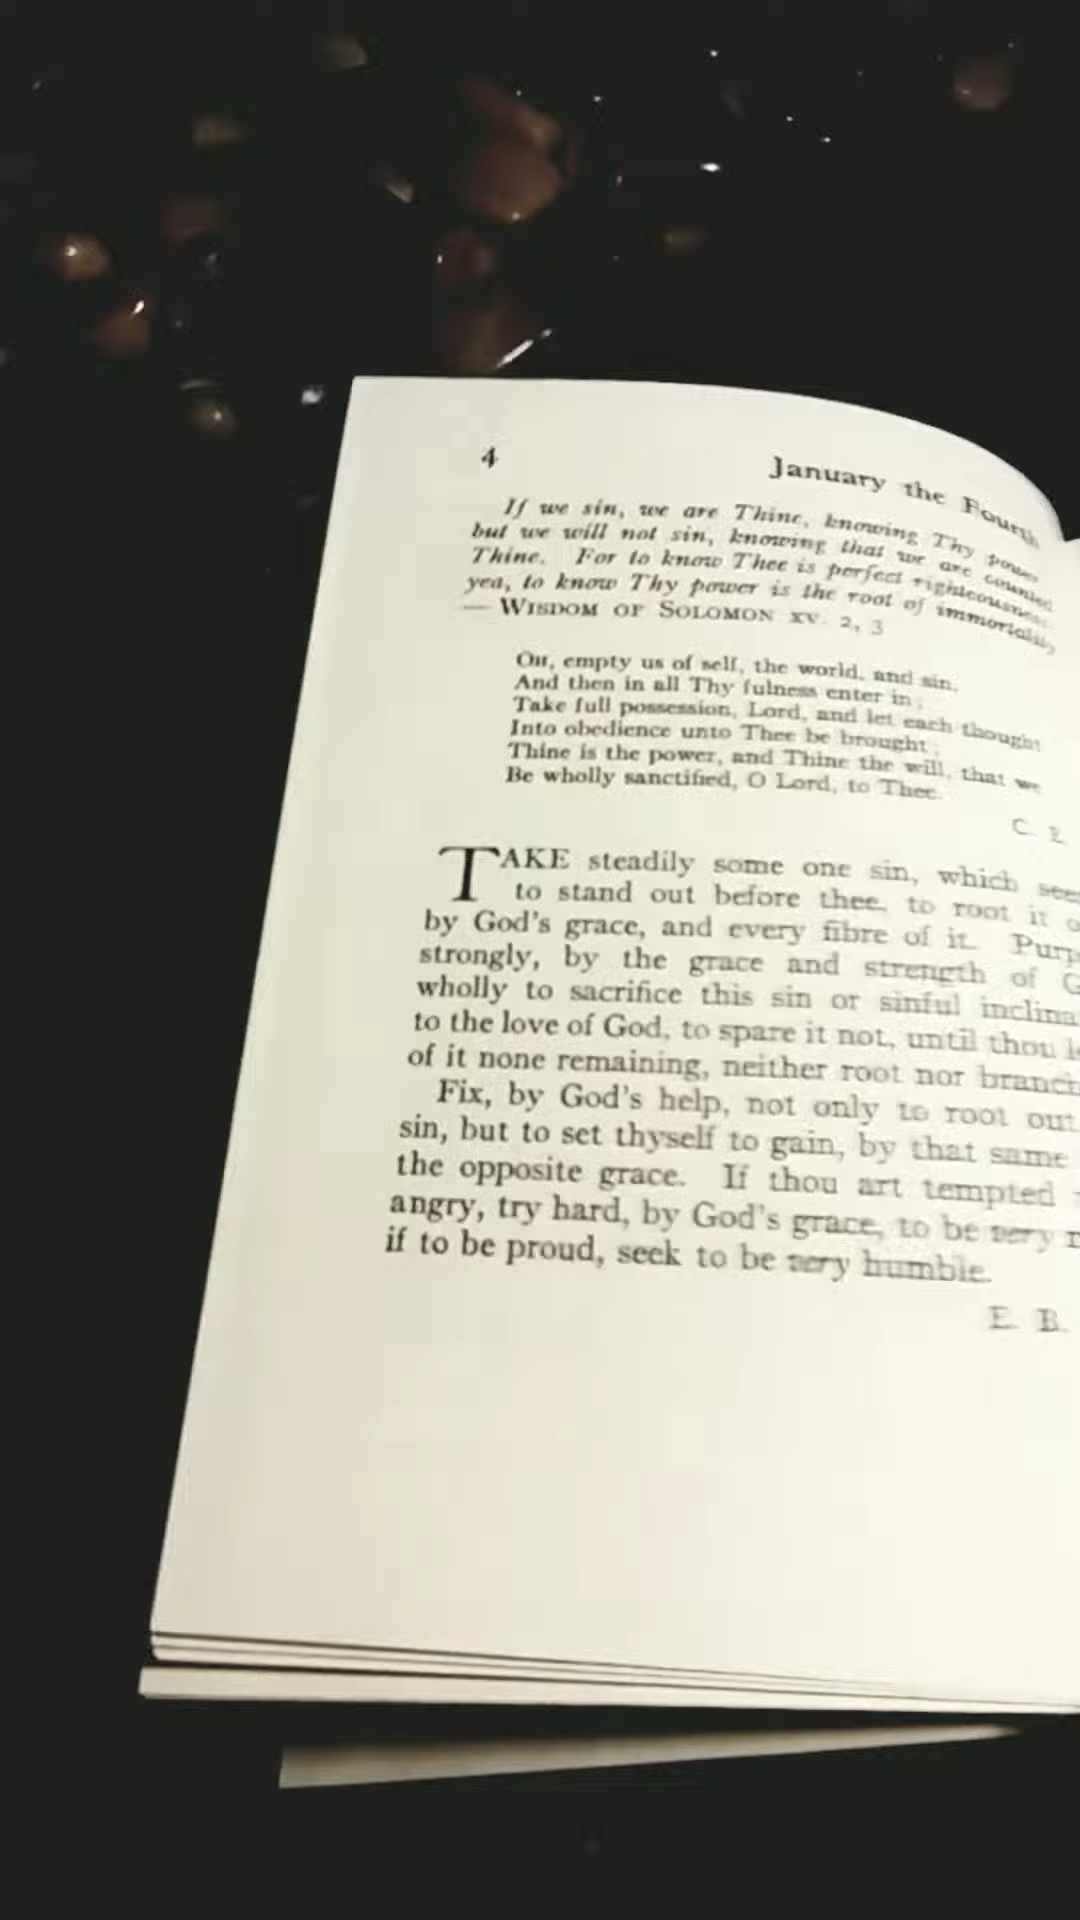 4
January the Fourth
If we sin, we are Thine, knowing Thy power
but we will not sin, knowing that we are counted
Thine. For to know Thee is perfect righteousness
yea, to know Thy power is the root of immortality
— WISDOM OF SOLOMON XV. 2, 3
OH, empty us of self, the world, and sin,
And then in all Thy fulness enter in;
Take full possession, Lord, and let each thought
Into obedience unto Thee be brought;
Thine is the power, and Thine the will, that we
Be wholly sanctified, O Lord, to Thee.
C. E.
TAKE steadily some one sin, which
to stand out before thee, to root it
by God's grace, and every fibre of it.
strongly, by the grace and strength of
wholly to sacrifice this sin or sinful
to the love of God, to spare it not, until thou
of it none remaining, neither root nor branch
Fix, by God's help, not only to root out
sin, but to set thyself to gain, by that same
the opposite grace. If thou art tempted
angry, try hard, by God's grace, to be very
if to be proud, seek to be very humble.
E. B.